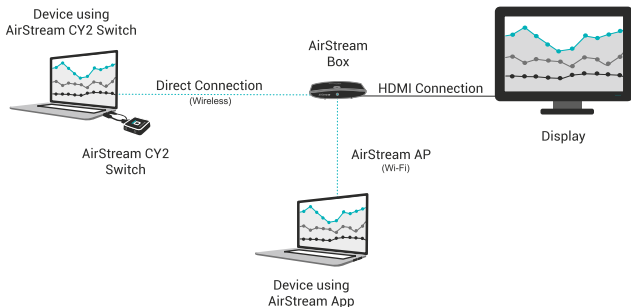 Device using
AirStream CY2 Switch
AirStream
Box
Direct Connection
(Wireless)
HDMI Connection
AirStream CY2
Switch
Display
AirStream AP
(Wi-Fi)
Device using
AirStream App